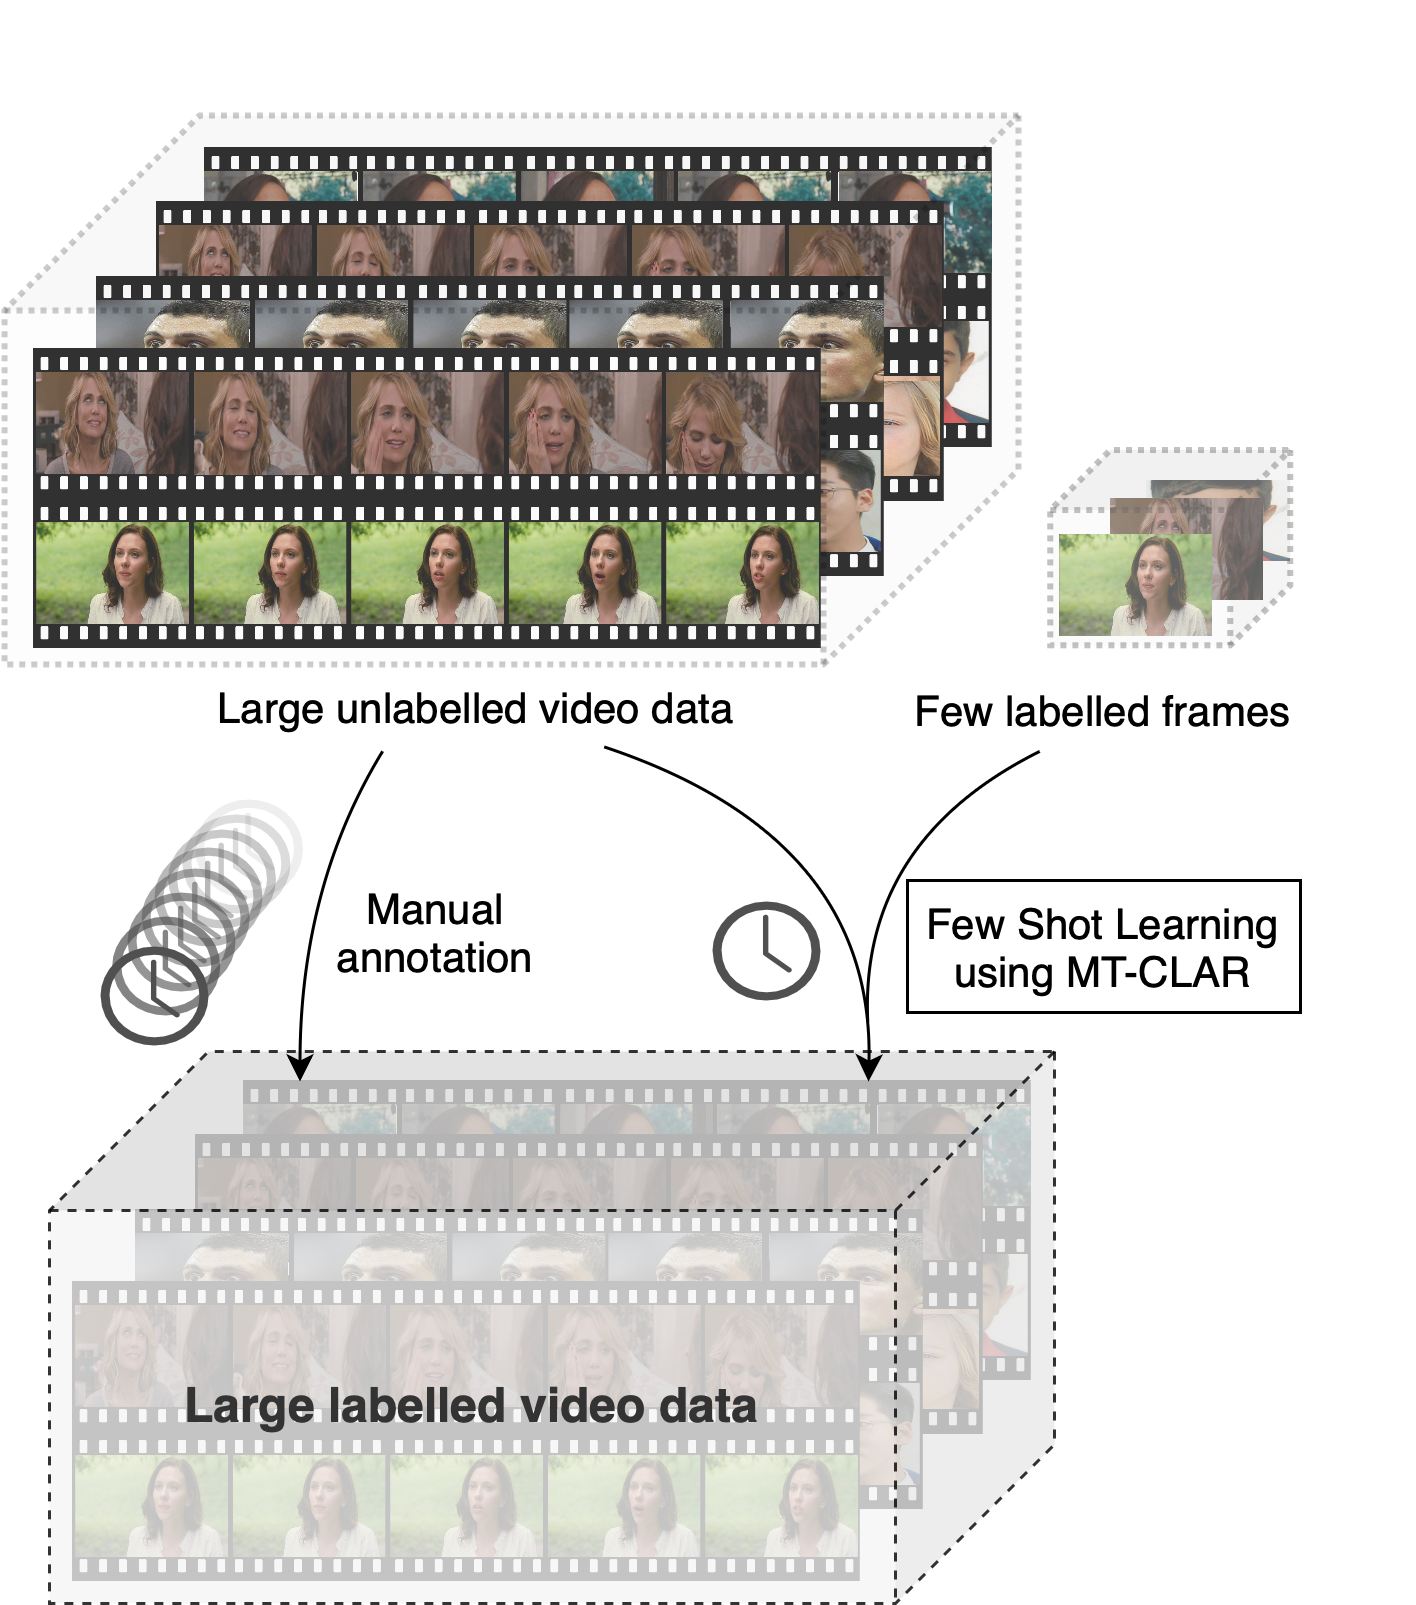 Large unlabelled video data
Few labelled frames
Manual
annotation
Few Shot Learning
using MT-CLAR
Large labelled video data